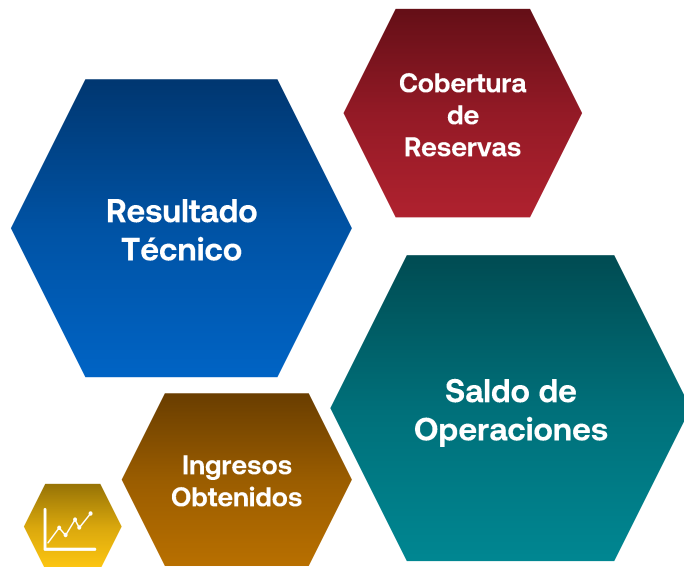 Cobertura
de
Reservas
Resultado
Técnico
Saldo de
Operaciones
Ingresos
Obtenidos